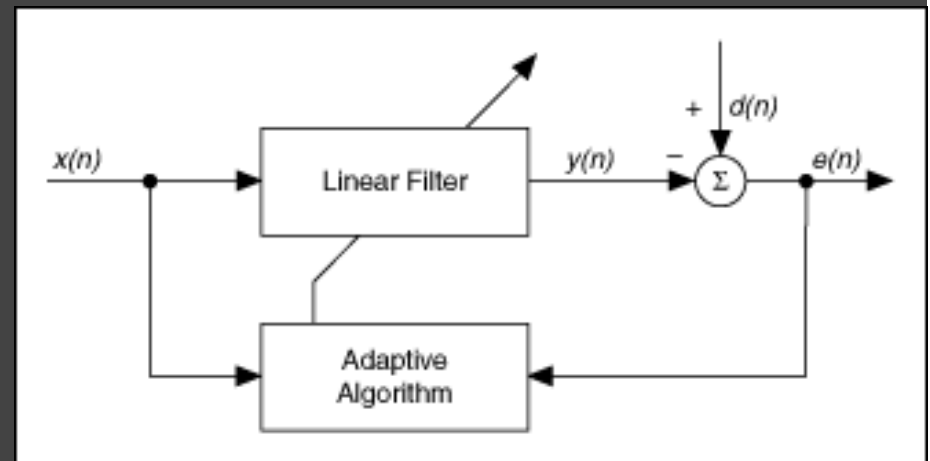 + d(n)
x(n)
Linear Filter
y(n)
−
Σ
e(n)
Adaptive
Algorithm